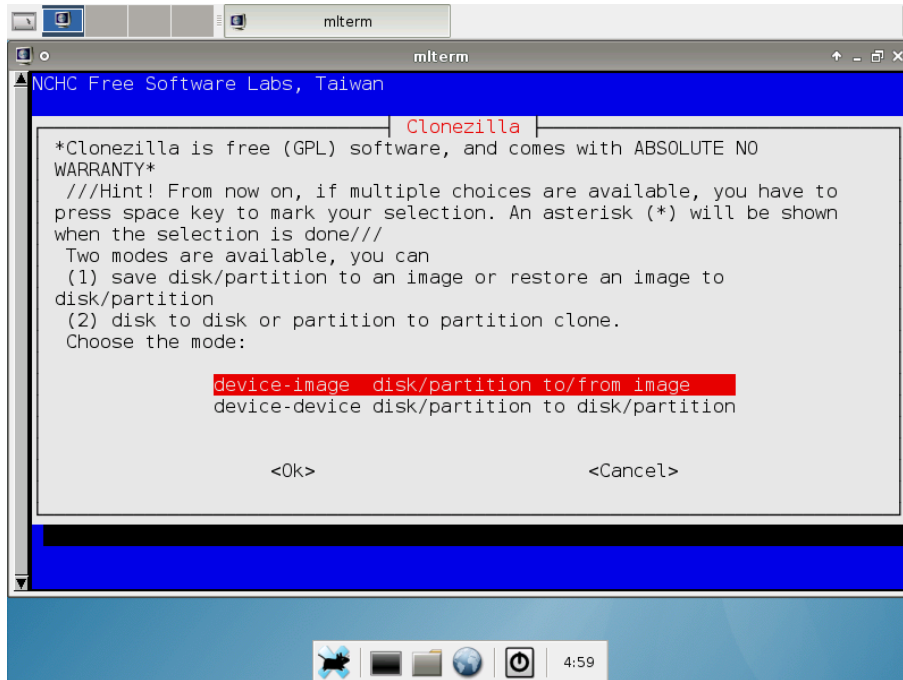 mlterm
mlterm
NCHC Free Software Labs, Taiwan
Clonezilla
*Clonezilla is free (GPL) software, and comes with ABSOLUTE NO
WARRANTY*
///Hint! From now on, if multiple choices are available, you have to
press space key to mark your selection. An asterisk (*) will be shown
when the selection is done///
Two modes are available, you can
(1) save disk/partition to an image or restore an image to
disk/partition
(2) disk to disk or partition to partition clone.
Choose the mode:
device-image disk/partition to/from image
device-device disk/partition to disk/partition
<Ok> <Cancel>
4:59